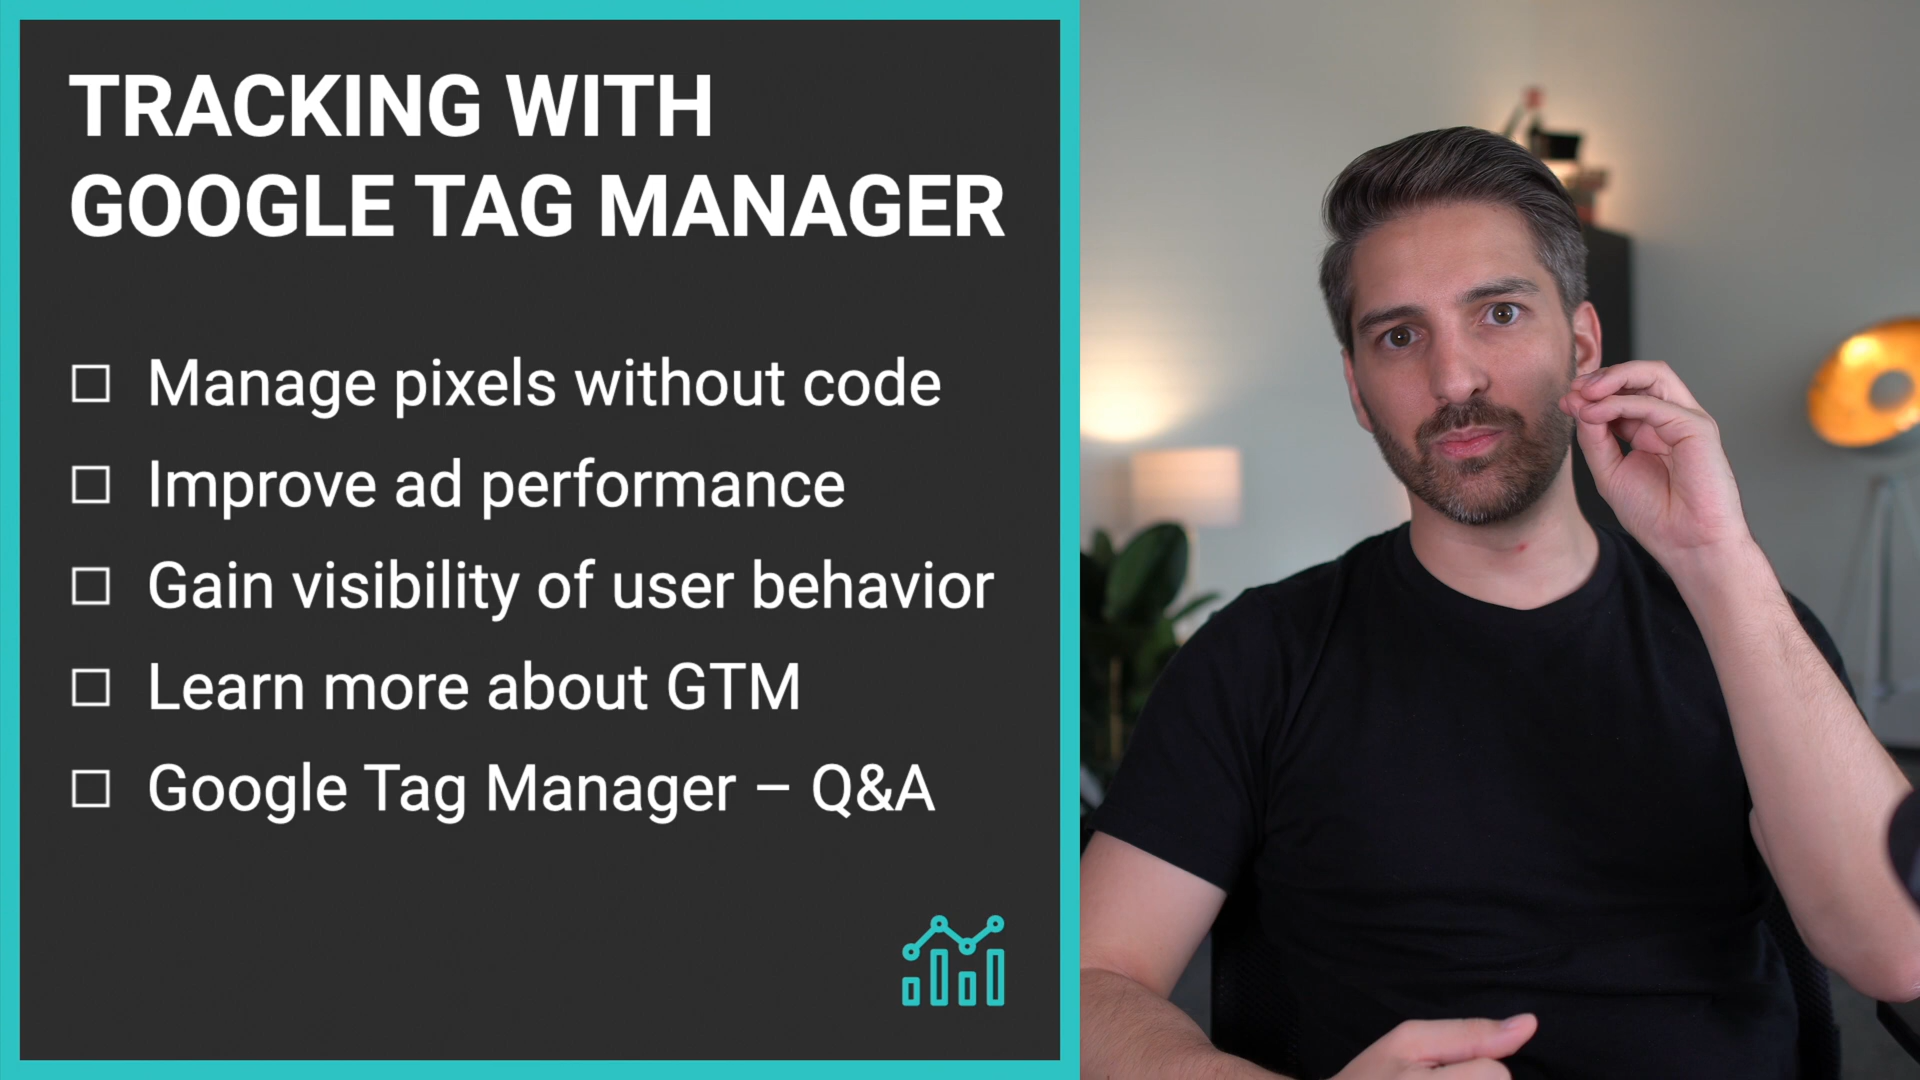 TRACKING WITH
GOOGLE TAG MANAGER
Manage pixels without code
Improve ad performance
Gain visibility of user behavior
Learn more about GTM
Google Tag Manager – Q&A